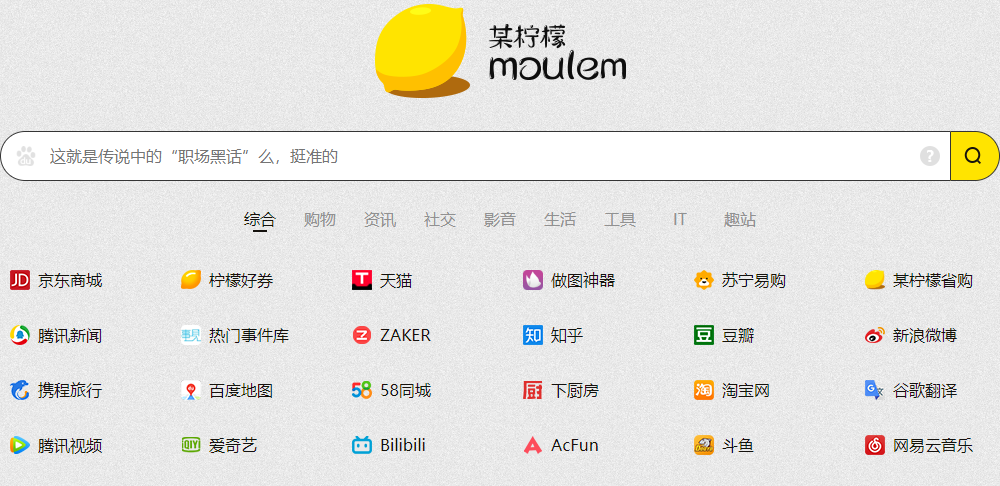 某柠檬
moulem
du 这就是传说中的“职场黑话”么，挺准的 ?
综合 购物 资讯 社交 影音 生活 工具 IT 趣站
JD 京东商城 柠檬好券 T 天猫 做图神器 苏宁易购 某柠檬省购
腾讯新闻 事见 热门事件库 Z ZAKER 知 知乎 豆 豆瓣 新浪微博
携程旅行 百度地图 58 58同城 厨 下厨房 淘 淘宝网 G 谷歌翻译
腾讯视频 QIY 爱奇艺 Bilibili AcFun 斗鱼 网易云音乐